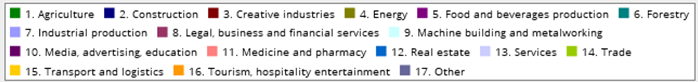 1. Agriculture 2. Construction 3. Creative industries 4. Energy 5. Food and beverages production 6. Forestry
7. Industrial production 8. Legal, business and financial services 9. Machine building and metalworking
10. Media, advertising, education 11. Medicine and pharmacy 12. Real estate 13. Services 14. Trade
15. Transport and logistics 16. Tourism, hospitality entertainment 17. Other